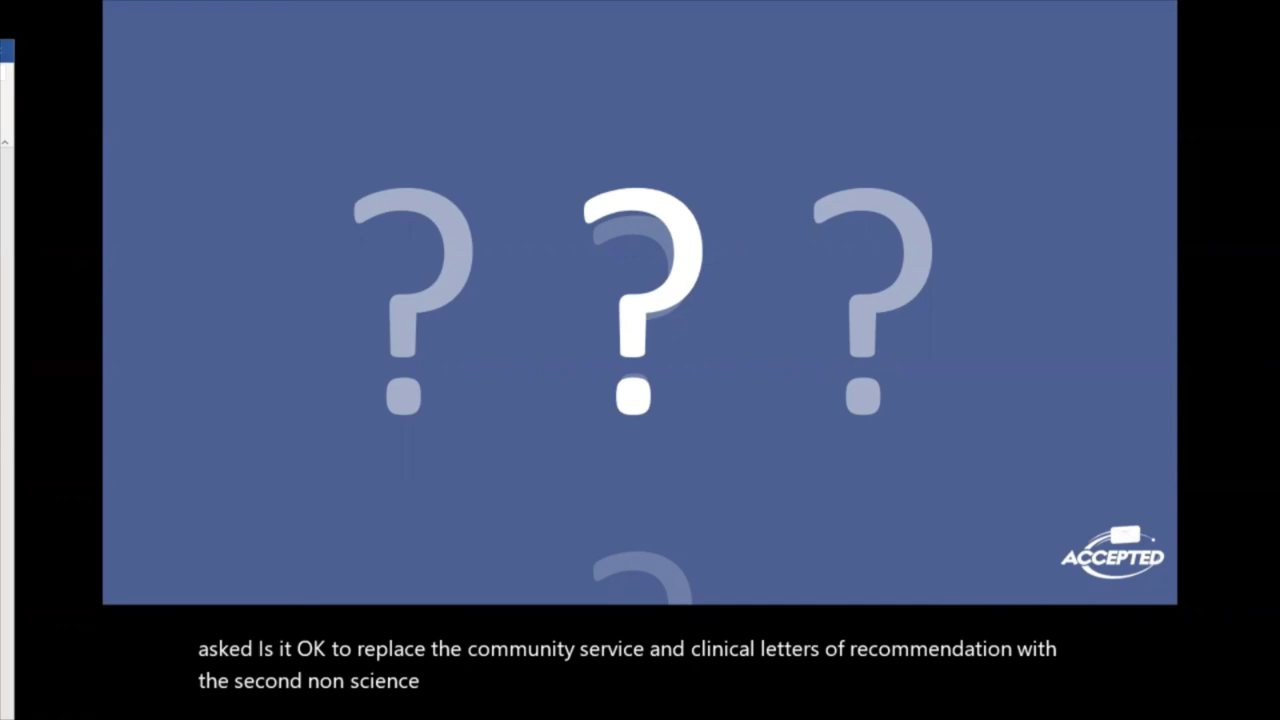 ? ? ?
?
ACCEPTED
asked Is it OK to replace the community service and clinical letters of recommendation with
the second non science